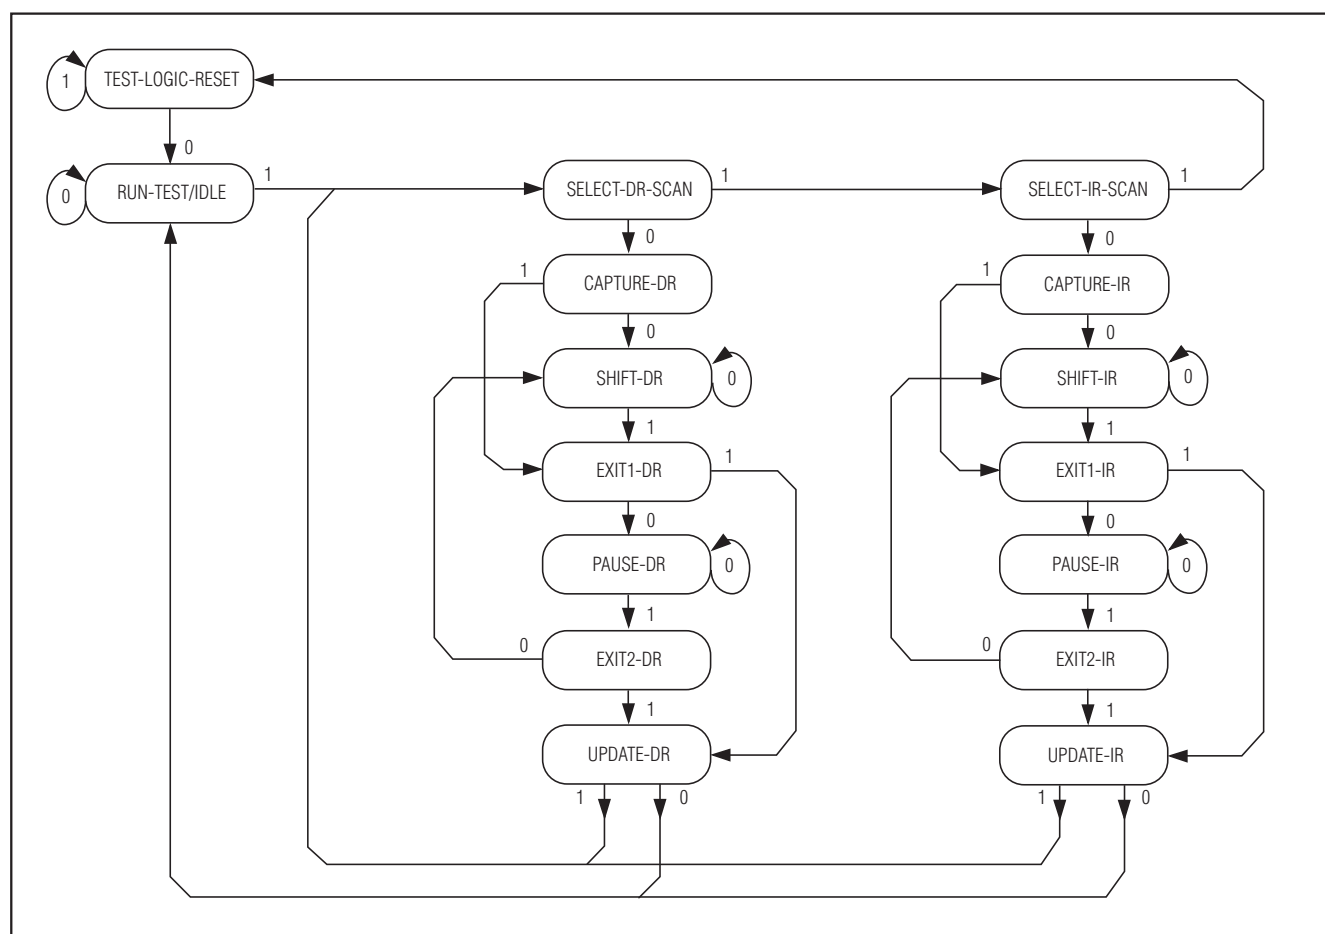 TEST-LOGIC-RESET
1
0
RUN-TEST/IDLE
0
1
SELECT-DR-SCAN
1
0
CAPTURE-DR
1
0
SHIFT-DR
0
1
EXIT1-DR
1
0
PAUSE-DR
0
1
EXIT2-DR
0
1
UPDATE-DR
1
0
SELECT-IR-SCAN
1
0
CAPTURE-IR
1
0
SHIFT-IR
0
1
EXIT1-IR
1
0
PAUSE-IR
0
1
EXIT2-IR
0
1
UPDATE-IR
1
0